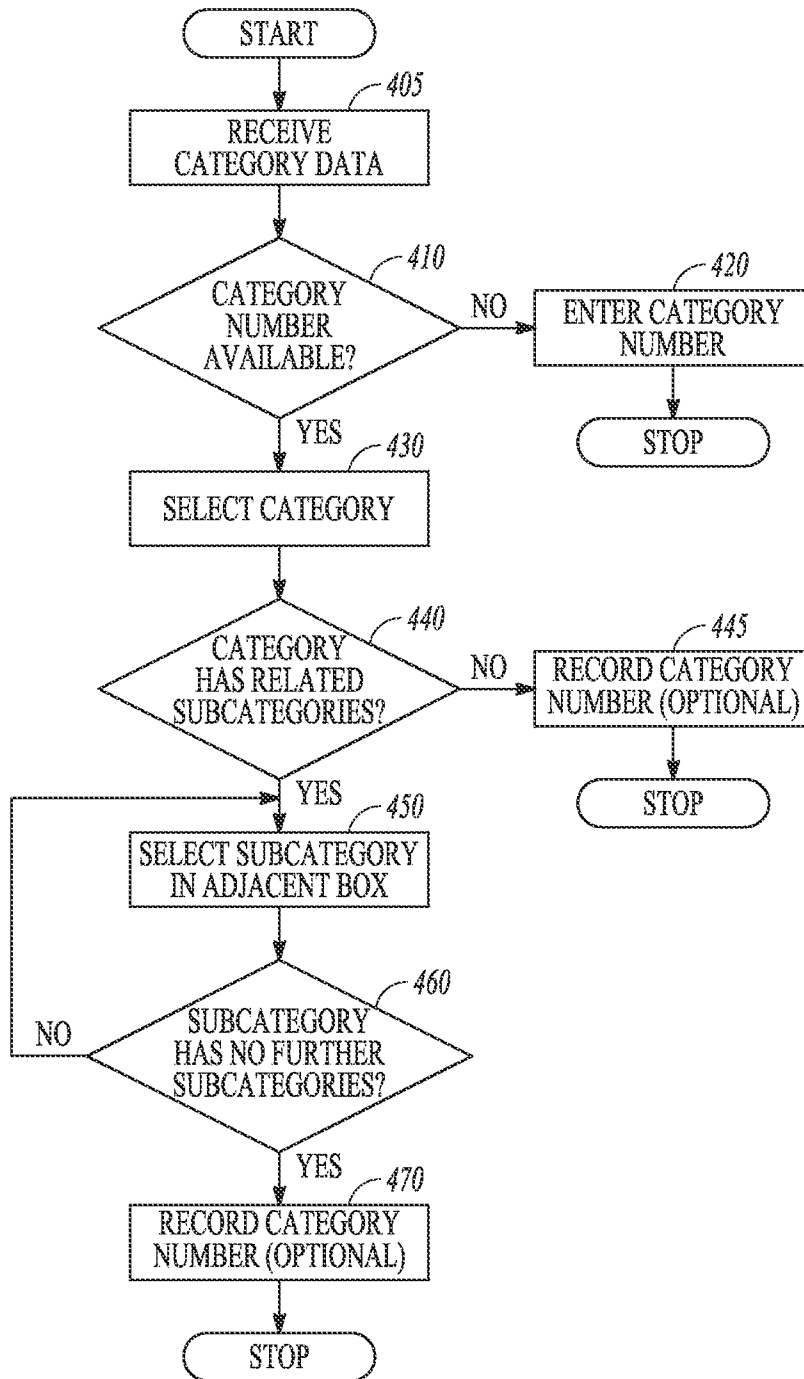 START
405
RECEIVE
CATEGORY DATA
410
CATEGORY
NUMBER
AVAILABLE?
NO
420
ENTER CATEGORY
NUMBER
STOP
YES
430
SELECT CATEGORY
440
CATEGORY
HAS RELATED
SUBCATEGORIES?
NO
445
RECORD CATEGORY
NUMBER (OPTIONAL)
STOP
YES
450
SELECT SUBCATEGORY
IN ADJACENT BOX
460
SUBCATEGORY
HAS NO FURTHER
SUBCATEGORIES?
NO
YES
470
RECORD CATEGORY
NUMBER (OPTIONAL)
STOP